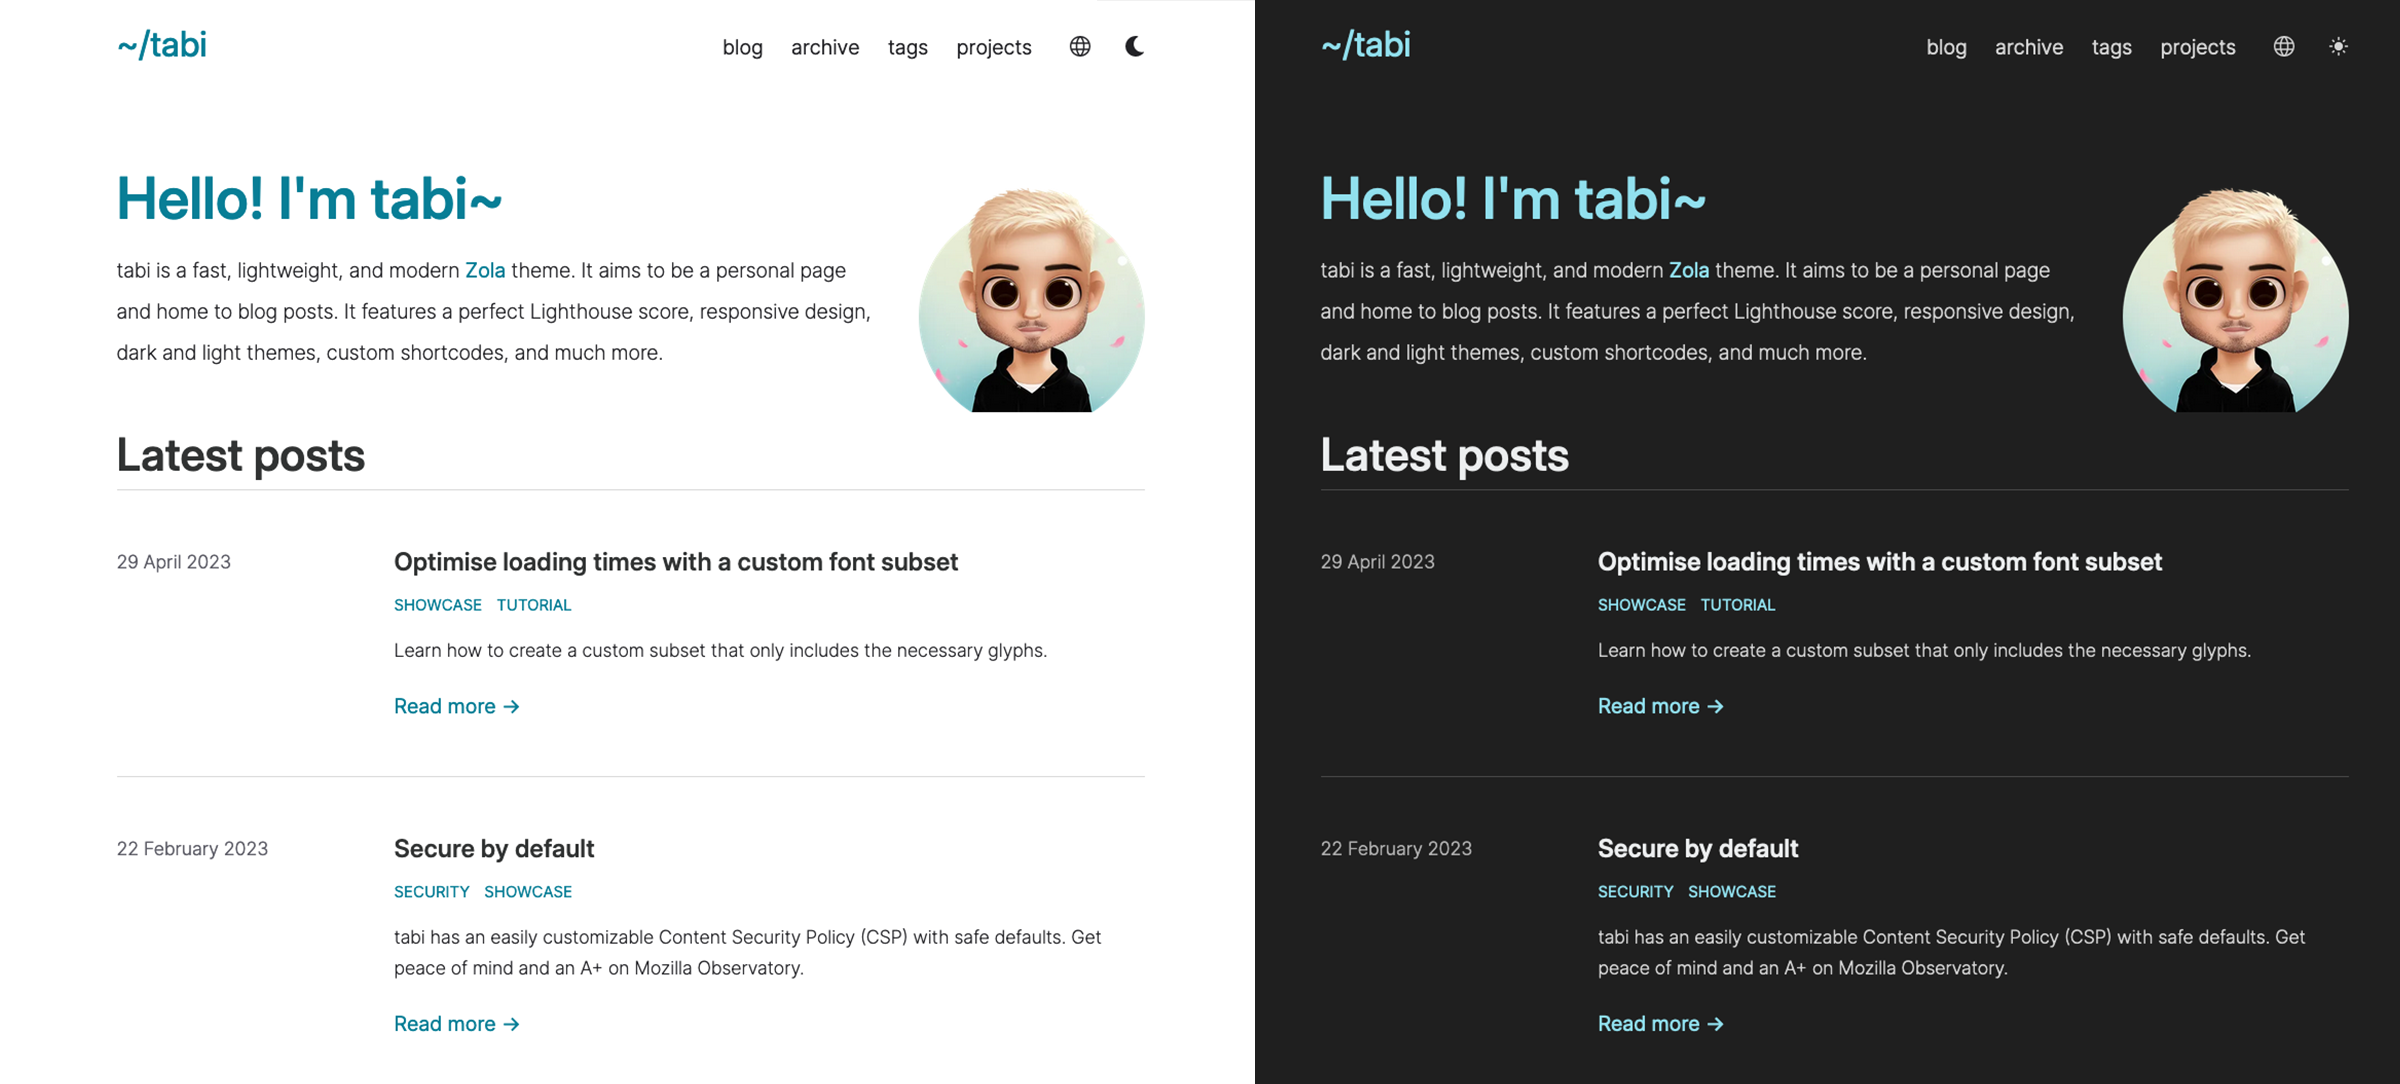 ~/tabi
blog archive tags projects
Hello! I'm tabi~
tabi is a fast, lightweight, and modern Zola theme. It aims to be a personal page
and home to blog posts. It features a perfect Lighthouse score, responsive design,
dark and light themes, custom shortcodes, and much more.
Latest posts
29 April 2023
Optimise loading times with a custom font subset
SHOWCASE TUTORIAL
Learn how to create a custom subset that only includes the necessary glyphs.
Read more →
22 February 2023
Secure by default
SECURITY SHOWCASE
tabi has an easily customizable Content Security Policy (CSP) with safe defaults. Get
peace of mind and an A+ on Mozilla Observatory.
Read more →
~/tabi
blog archive tags projects
Hello! I'm tabi~
tabi is a fast, lightweight, and modern Zola theme. It aims to be a personal page
and home to blog posts. It features a perfect Lighthouse score, responsive design,
dark and light themes, custom shortcodes, and much more.
Latest posts
29 April 2023
Optimise loading times with a custom font subset
SHOWCASE TUTORIAL
Learn how to create a custom subset that only includes the necessary glyphs.
Read more →
22 February 2023
Secure by default
SECURITY SHOWCASE
tabi has an easily customizable Content Security Policy (CSP) with safe defaults. Get
peace of mind and an A+ on Mozilla Observatory.
Read more →